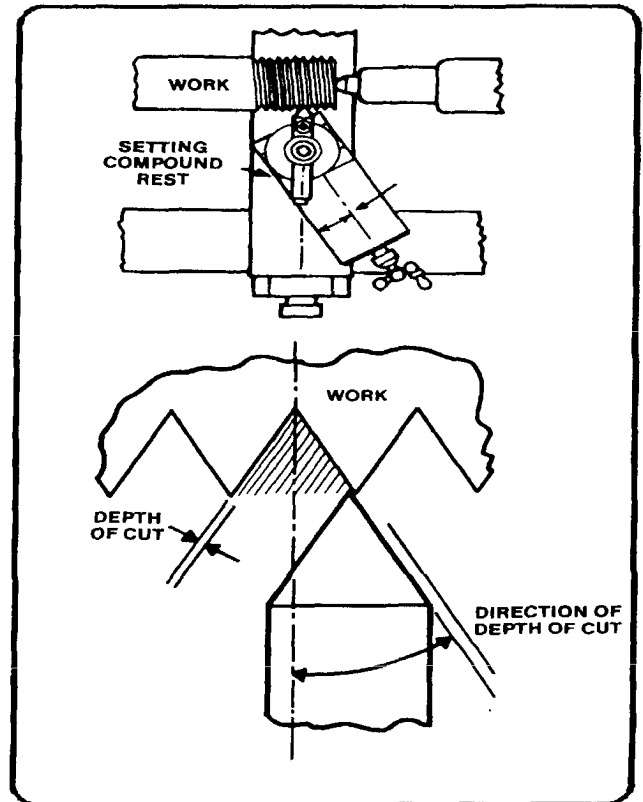 WORK
SETTING
COMPOUND
REST
WORK
DEPTH
OF CUT
DIRECTION OF
DEPTH OF CUT